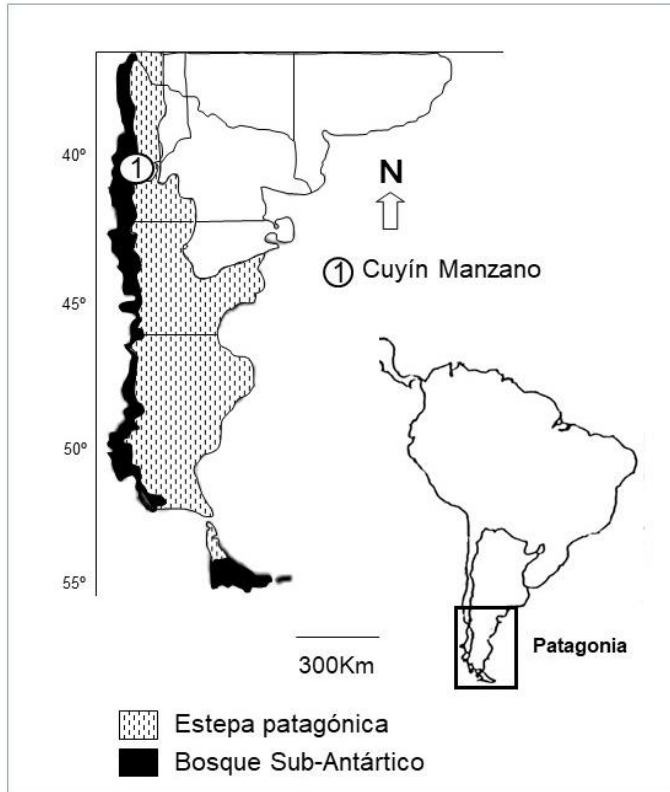 40º
1
N
1 Cuyín Manzano
45º
50º
55º
300Km
Patagonia
Estepa patagónica
Bosque Sub-Antártico